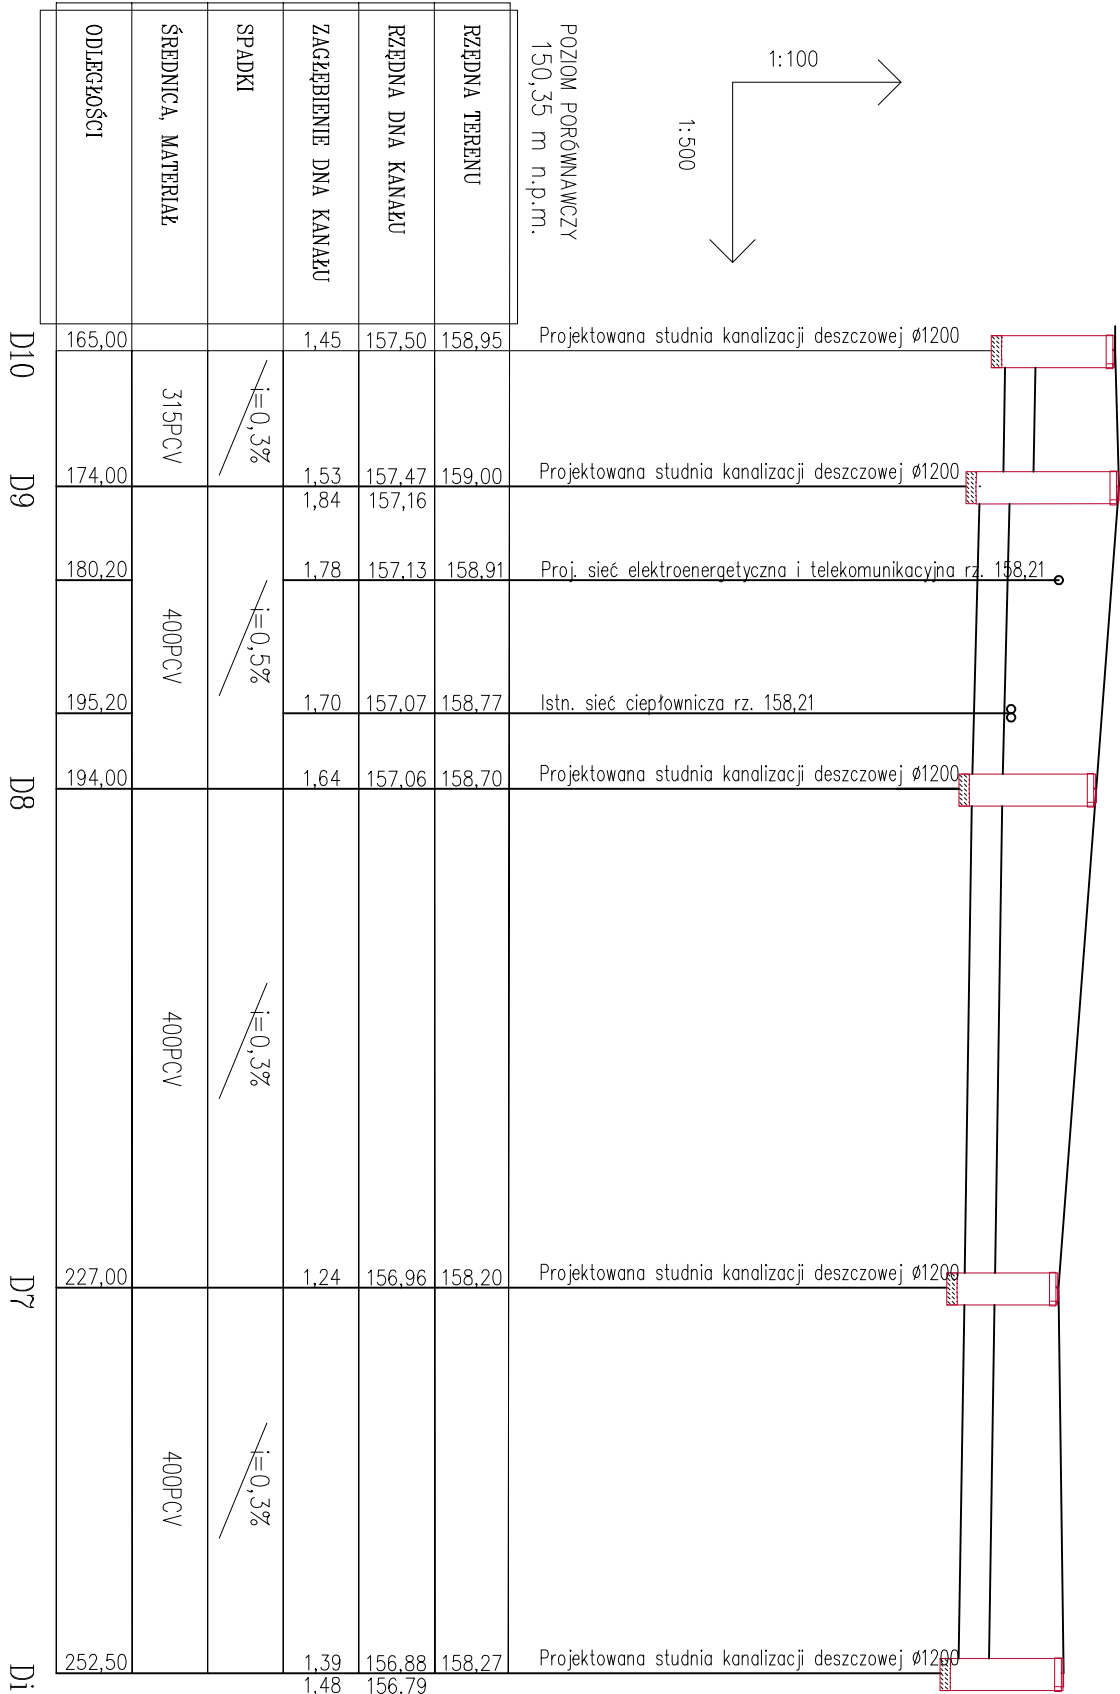 1:100
1:500
POZIOM PORÓWNAWCZY
150,35 m n.p.m.
RZĘDNA TERENU
158,95
159,00
158,91
158,77
158,70
158,20
158,27
RZĘDNA DNA KANAŁU
157,50
157,47
157,16
157,13
157,07
157,06
156,96
156,88
156,79
ZAGŁĘBIENIE DNA KANAŁU
1,45
1,53
1,84
1,78
1,70
1,64
1,24
1,39
1,48
SPADKI
i=0,3%
i=0,5%
i=0,3%
i=0,3%
ŚREDNICA, MATERIAŁ
315PCV
400PCV
400PCV
400PCV
ODLEGŁOŚCI
165,00
174,00
180,20
195,20
194,00
227,00
252,50
D10
D9
D8
D7
Di
Projektowana studnia kanalizacji deszczowej Ø1200
Projektowana studnia kanalizacji deszczowej Ø1200
Proj. sieć elektroenergetyczna i telekomunikacyjna rz. 158,21
Istn. sieć ciepłownicza rz. 158,21
Projektowana studnia kanalizacji deszczowej Ø1200
Projektowana studnia kanalizacji deszczowej Ø1200
Projektowana studnia kanalizacji deszczowej Ø1200